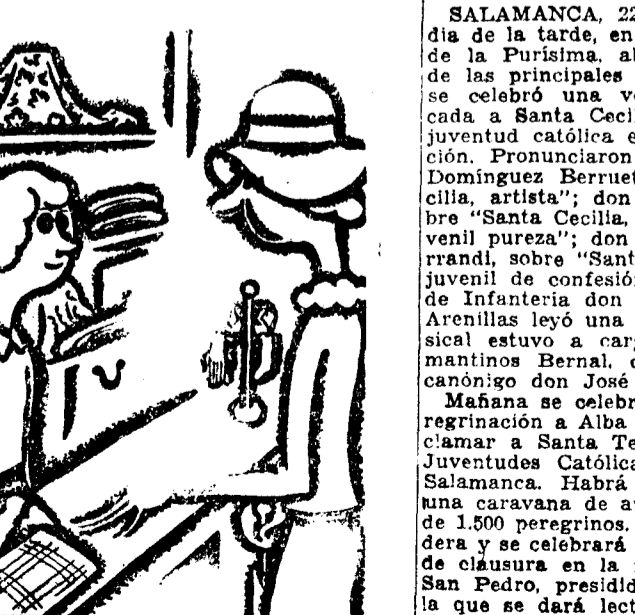 SALAMANCA, 22
dia de la tarde, en
de la Purísima, ab
de las principales
se celebró una ve
cada a Santa Cecil
juventud católica e
ción. Pronunciaron
Domínguez Berruet
cilia, artista"; don
bre "Santa Cecilia,
venil pureza"; don
rrandi, sobre "Sant
juvenil de confesión
de Infantería don
Arenillas leyó una
sical estuvo a carg
mantinos Bernal, c
canónigo don José
Mañana se celebr
regrinación a Alba
clamar a Santa Te
Juventudes Católica
Salamanca. Habrá
una caravana de a
de 1.500 peregrinos.
dera y se celebrará
de clausura en la
San Pedro, presidid
la que se dará lect